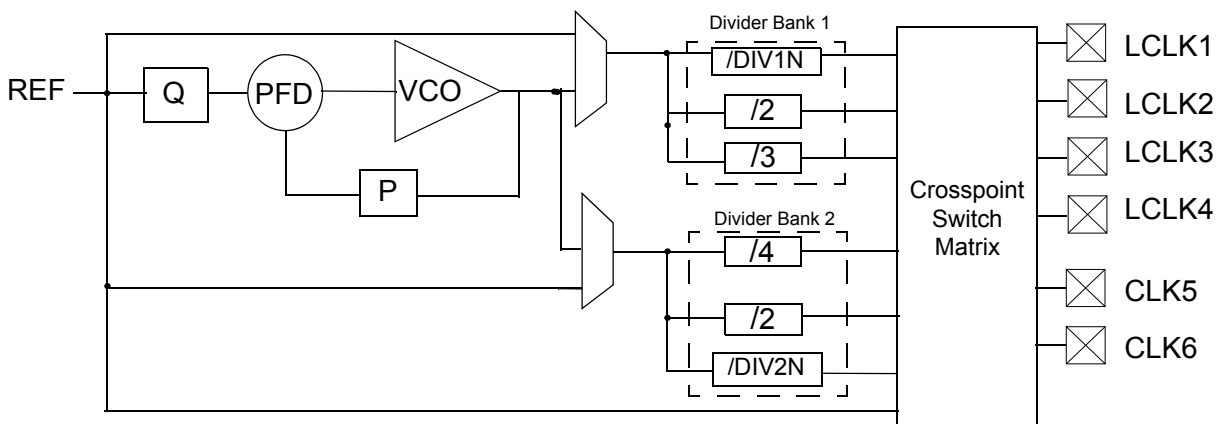 Divider Bank 1
/DIV1N
/2
/3
REF
Q
PFD
VCO
P
Divider Bank 2
/4
/2
/DIV2N
Crosspoint
Switch
Matrix
LCLK1
LCLK2
LCLK3
LCLK4
CLK5
CLK6